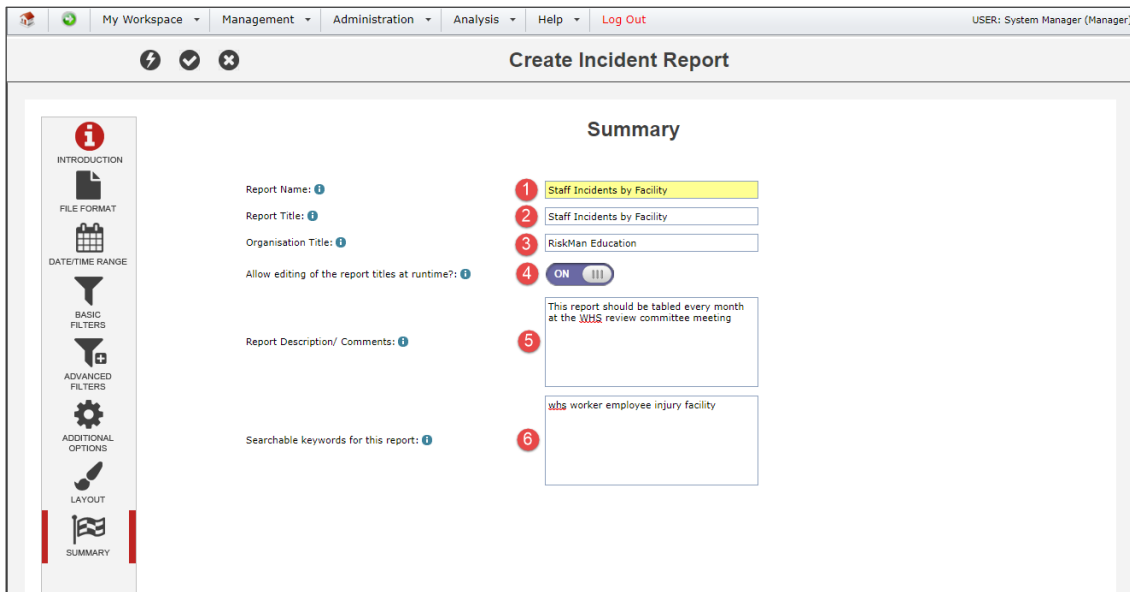 My Workspace Management Administration Analysis Help Log Out USER: System Manager (Manager)
Create Incident Report
Summary
INTRODUCTION
FILE FORMAT
DATE/TIME RANGE
BASIC
FILTERS
ADVANCED
FILTERS
ADDITIONAL
OPTIONS
LAYOUT
SUMMARY
Report Name: 1 Staff Incidents by Facility
Report Title: 2 Staff Incidents by Facility
Organisation Title: 3 RiskMan Education
Allow editing of the report titles at runtime?: 4 ON
Report Description/ Comments: 5
This report should be tabled every month
at the WHS review committee meeting
Searchable keywords for this report: 6
whs worker employee injury facility